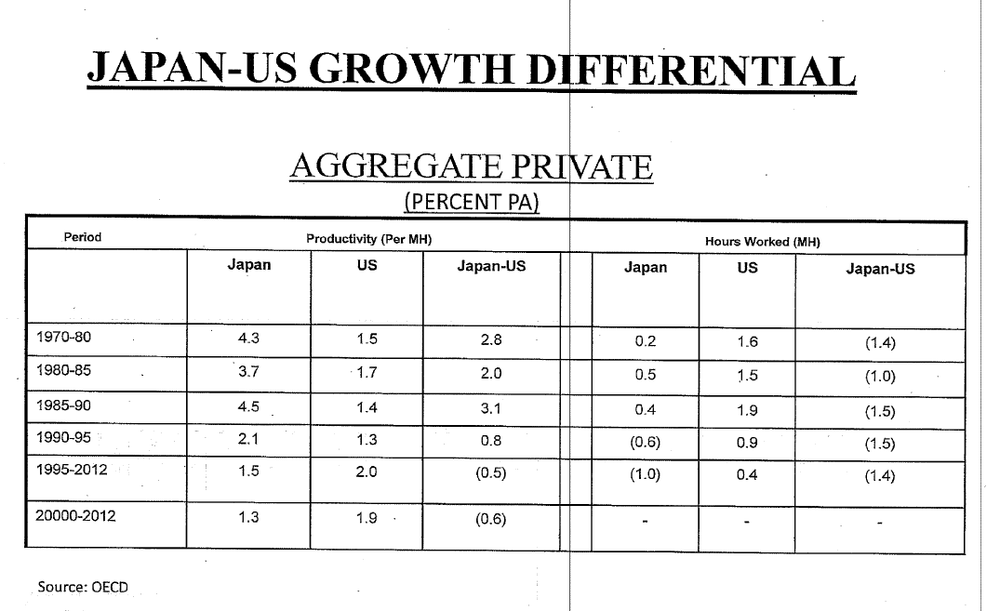 JAPAN-US GROWTH DIFFERENTIAL
AGGREGATE PRIVATE
(PERCENT PA)
Period Productivity (Per MH) Hours Worked (MH)
Japan US Japan-US Japan US Japan-US
1970-80 4.3 1.5 2.8 0.2 1.6 (1.4)
1980-85 3.7 1.7 2.0 0.5 1.5 (1.0)
1985-90 4.5 1.4 3.1 0.4 1.9 (1.5)
1990-95 2.1 1.3 0.8 (0.6) 0.9 (1.5)
1995-2012 1.5 2.0 (0.5) (1.0) 0.4 (1.4)
20000-2012 1.3 1.9 (0.6) - - -
Source: OECD